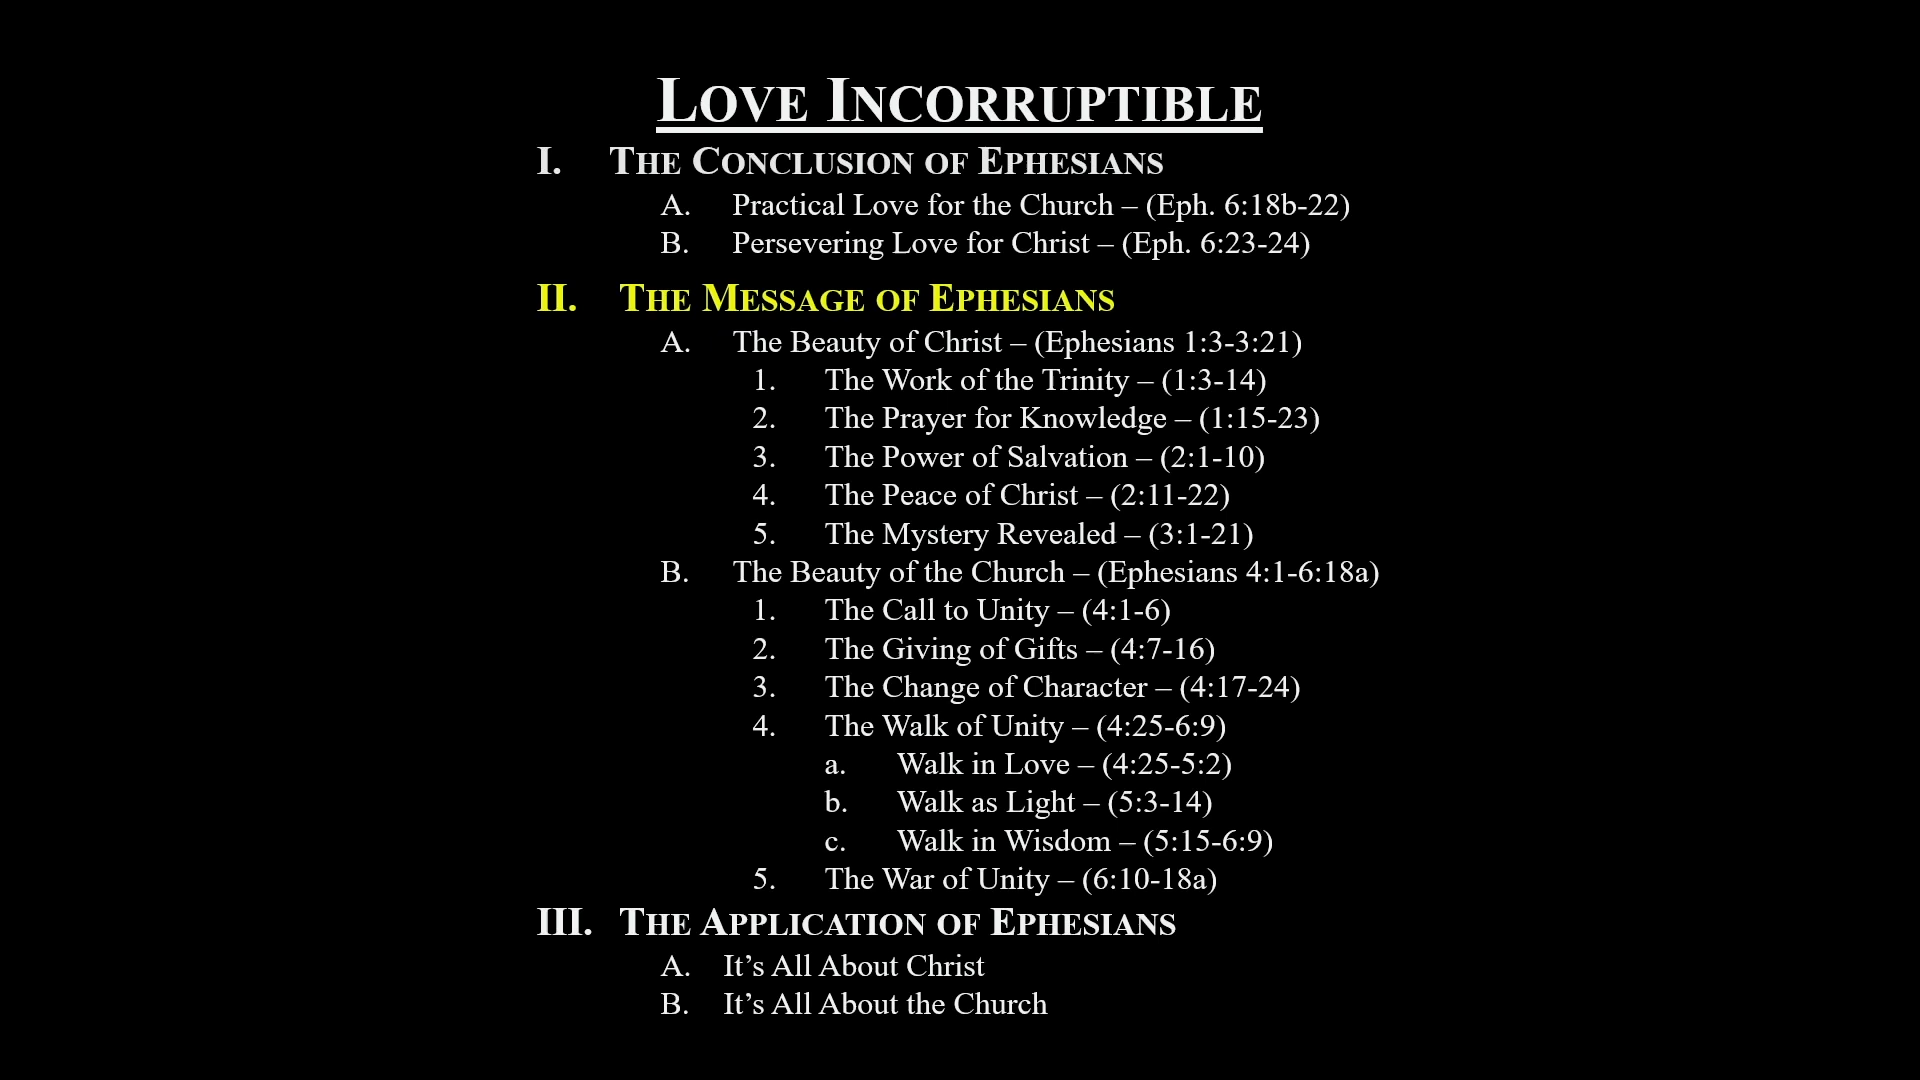 Love Incorruptible
I. The Conclusion of Ephesians
A. Practical Love for the Church – (Eph. 6:18b-22)
B. Persevering Love for Christ – (Eph. 6:23-24)
II. The Message of Ephesians
A. The Beauty of Christ – (Ephesians 1:3-3:21)
1. The Work of the Trinity – (1:3-14)
2. The Prayer for Knowledge – (1:15-23)
3. The Power of Salvation – (2:1-10)
4. The Peace of Christ – (2:11-22)
5. The Mystery Revealed – (3:1-21)
B. The Beauty of the Church – (Ephesians 4:1-6:18a)
1. The Call to Unity – (4:1-6)
2. The Giving of Gifts – (4:7-16)
3. The Change of Character – (4:17-24)
4. The Walk of Unity – (4:25-6:9)
a. Walk in Love – (4:25-5:2)
b. Walk as Light – (5:3-14)
c. Walk in Wisdom – (5:15-6:9)
5. The War of Unity – (6:10-18a)
III. The Application of Ephesians
A. It’s All About Christ
B. It’s All About the Church